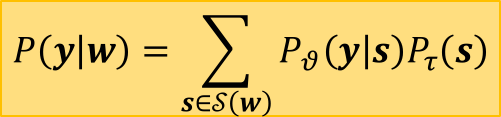 P(y|w) = ∑_{s∈𝒮(w)} P_ϑ(y|s)P_τ(s)